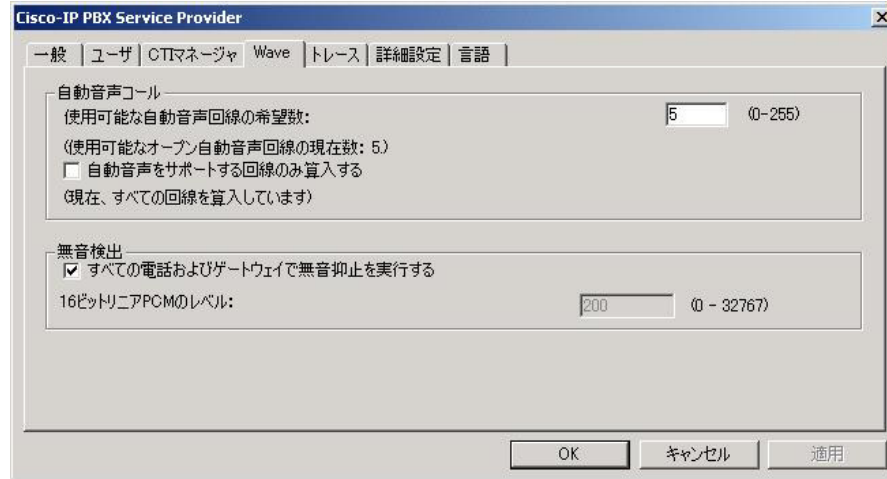 Cisco-IP PBX Service Provider
一般 ユーザ CTIマネージャ Wave トレース 詳細設定 言語
自動音声コール
使用可能な自動音声回線の希望数: 5 (0-255)
(使用可能なオープン自動音声回線の現在数: 5.)
自動音声をサポートする回線のみ算入する
(現在、すべての回線を算入しています)
無音検出
すべての電話およびゲートウェイで無音抑止を実行する
16ビットリニアPCMのレベル: 200 (0 - 32767)
OK キャンセル 適用